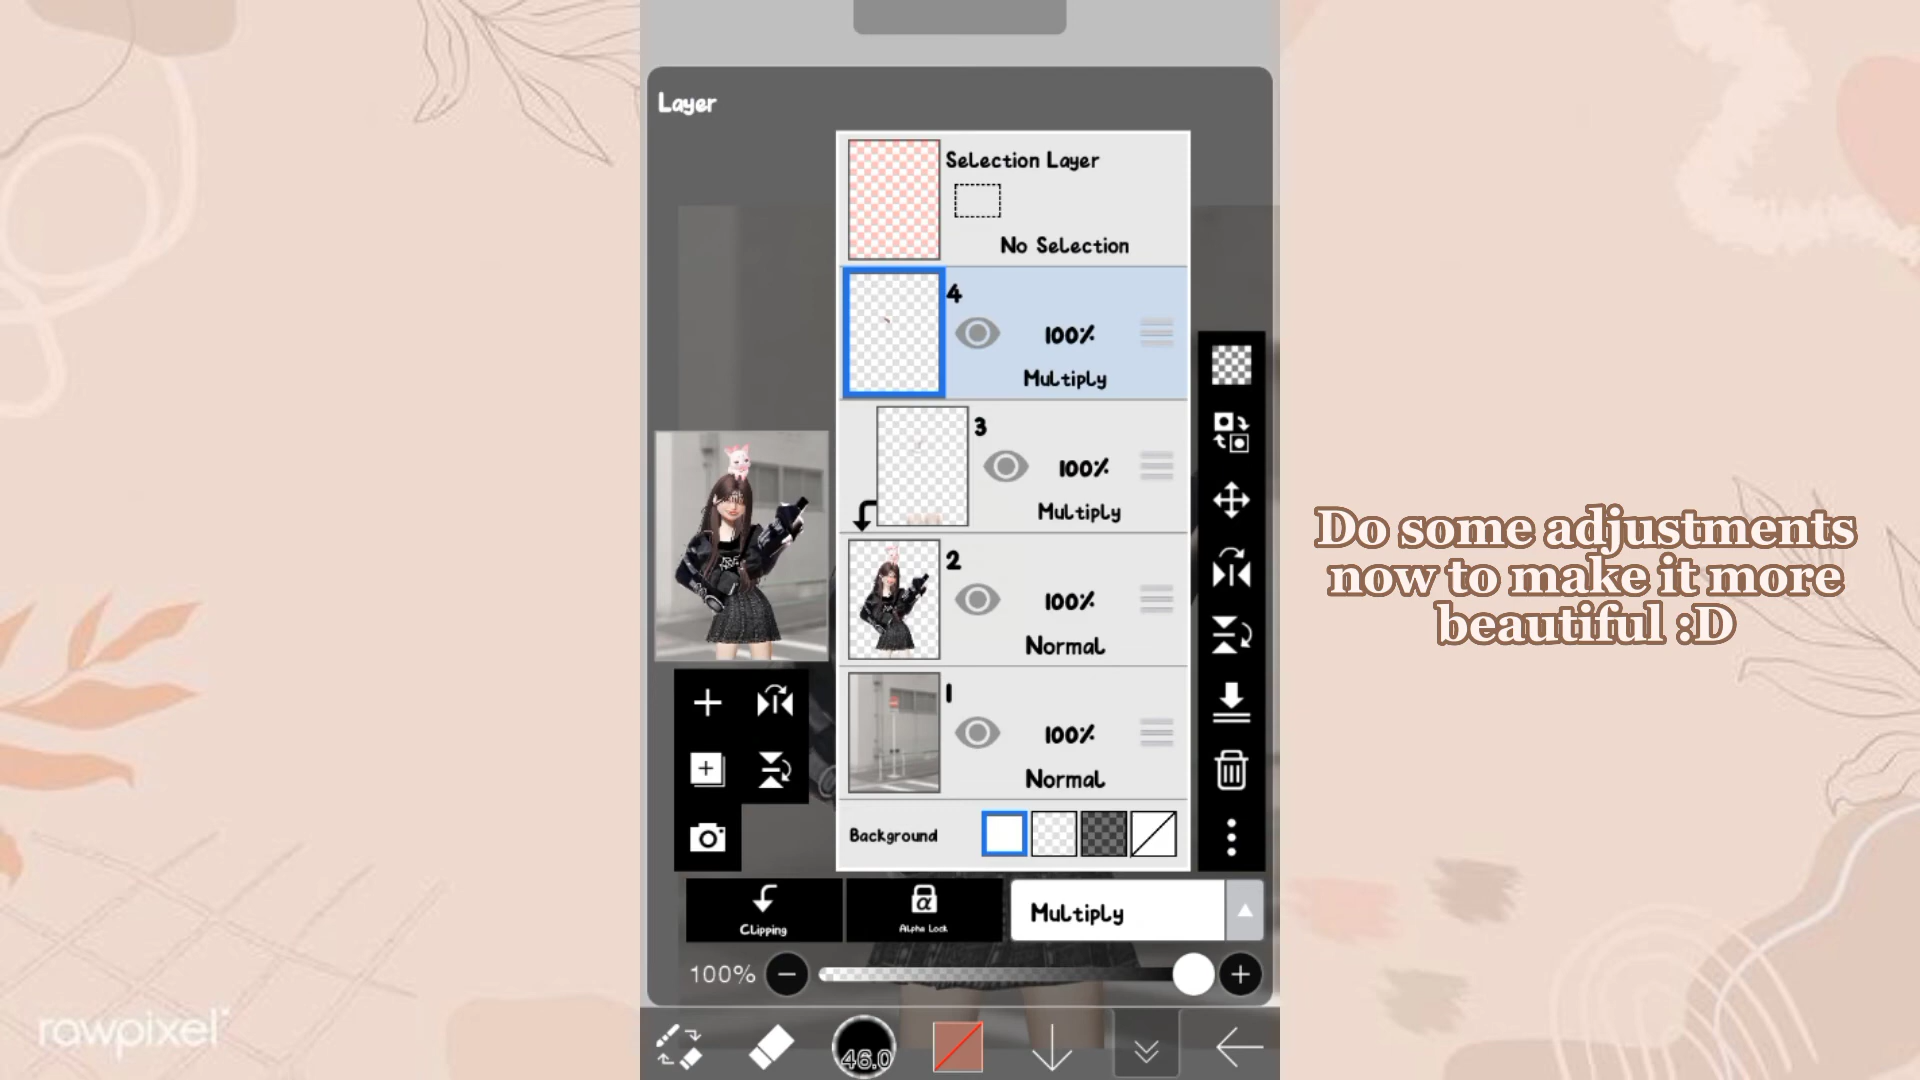 Layer
Selection Layer
No Selection
4
100%
Multiply
3
100%
Multiply
2
100%
Normal
1
100%
Normal
Background
Clipping
α
Alpha Lock
Multiply
100%
46.0
Do some adjustments
now to make it more
beautiful :D
rawpixel